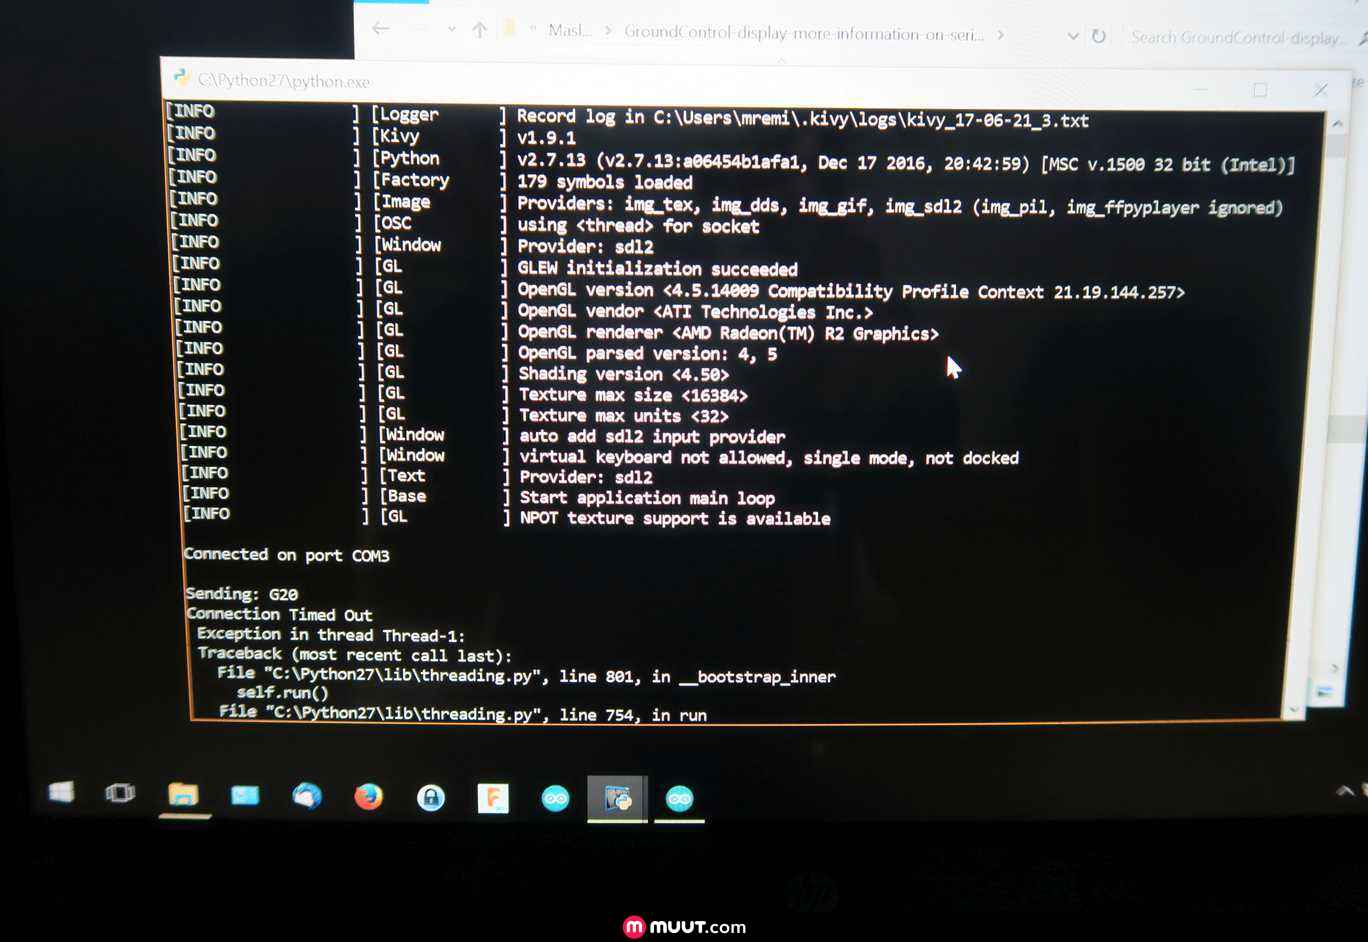 Masl... > GroundControl-display-more-information-on-seri... >
Search GroundControl-display...
C:\Python27\python.exe
[INFO ] [Logger ] Record log in C:\Users\mremi\.kivy\logs\kivy_17-06-21_3.txt
[INFO ] [Kivy ] v1.9.1
[INFO ] [Python ] v2.7.13 (v2.7.13:a06454b1afa1, Dec 17 2016, 20:42:59) [MSC v.1500 32 bit (Intel)]
[INFO ] [Factory ] 179 symbols loaded
[INFO ] [Image ] Providers: img_tex, img_dds, img_gif, img_sdl2 (img_pil, img_ffpyplayer ignored)
[INFO ] [OSC ] using <thread> for socket
[INFO ] [Window ] Provider: sdl2
[INFO ] [GL ] GLEW initialization succeeded
[INFO ] [GL ] OpenGL version <4.5.14009 Compatibility Profile Context 21.19.144.257>
[INFO ] [GL ] OpenGL vendor <ATI Technologies Inc.>
[INFO ] [GL ] OpenGL renderer <AMD Radeon(TM) R2 Graphics>
[INFO ] [GL ] OpenGL parsed version: 4, 5
[INFO ] [GL ] Shading version <4.50>
[INFO ] [GL ] Texture max size <16384>
[INFO ] [GL ] Texture max units <32>
[INFO ] [Window ] auto add sdl2 input provider
[INFO ] [Window ] virtual keyboard not allowed, single mode, not docked
[INFO ] [Text ] Provider: sdl2
[INFO ] [Base ] Start application main loop
[INFO ] [GL ] NPOT texture support is available
Connected on port COM3
Sending: G20
Connection Timed Out
Exception in thread Thread-1:
Traceback (most recent call last):
File "C:\Python27\lib\threading.py", line 801, in __bootstrap_inner
self.run()
File "C:\Python27\lib\threading.py", line 754, in run
muut.com